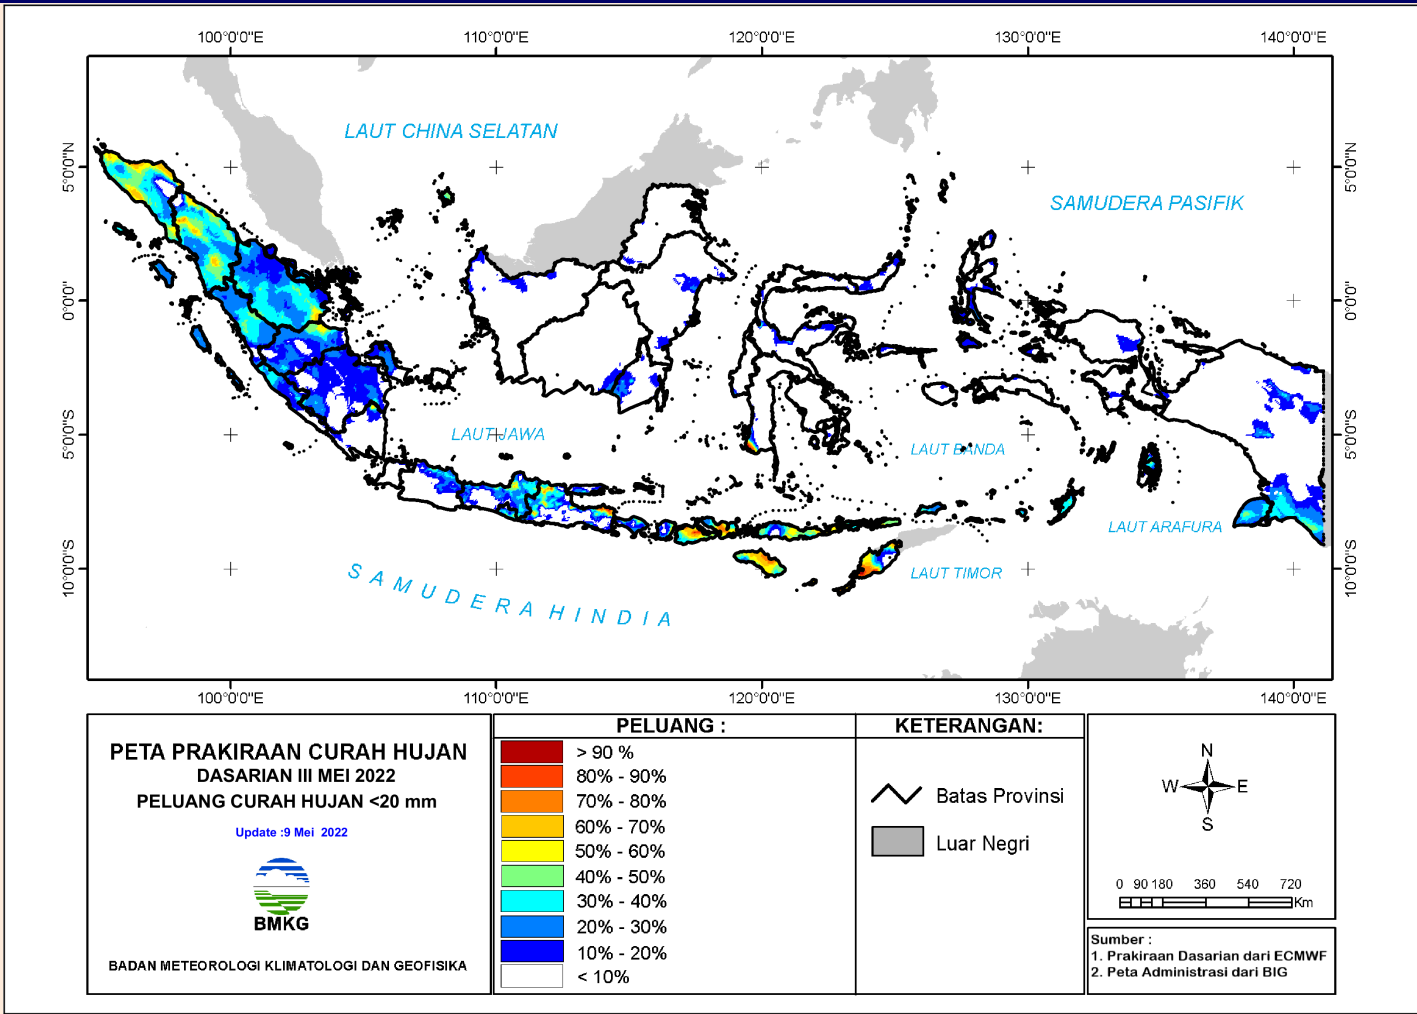 100°0'0"E 110°0'0"E 120°0'0"E 130°0'0"E 140°0'0"E
5°0'0"N
0°0'0"
5°0'0"S
10°0'0"S
5°0'0"N
0°0'0"
5°0'0"S
10°0'0"S
LAUT CHINA SELATAN
SAMUDERA PASIFIK
LAUT JAWA
LAUT BANDA
LAUT ARAFURA
LAUT TIMOR
SAMUDERA HINDIA
100°0'0"E 110°0'0"E 120°0'0"E 130°0'0"E 140°0'0"E
PETA PRAKIRAAN CURAH HUJAN
DASARIAN III MEI 2022
PELUANG CURAH HUJAN <20 mm
Update :9 Mei 2022
BMKG
BADAN METEOROLOGI KLIMATOLOGI DAN GEOFISIKA
PELUANG :
> 90 %
80% - 90%
70% - 80%
60% - 70%
50% - 60%
40% - 50%
30% - 40%
20% - 30%
10% - 20%
< 10%
KETERANGAN:
Batas Provinsi
Luar Negri
N
W E
S
0 90 180 360 540 720
Km
Sumber :
1. Prakiraan Dasarian dari ECMWF
2. Peta Administrasi dari BIG